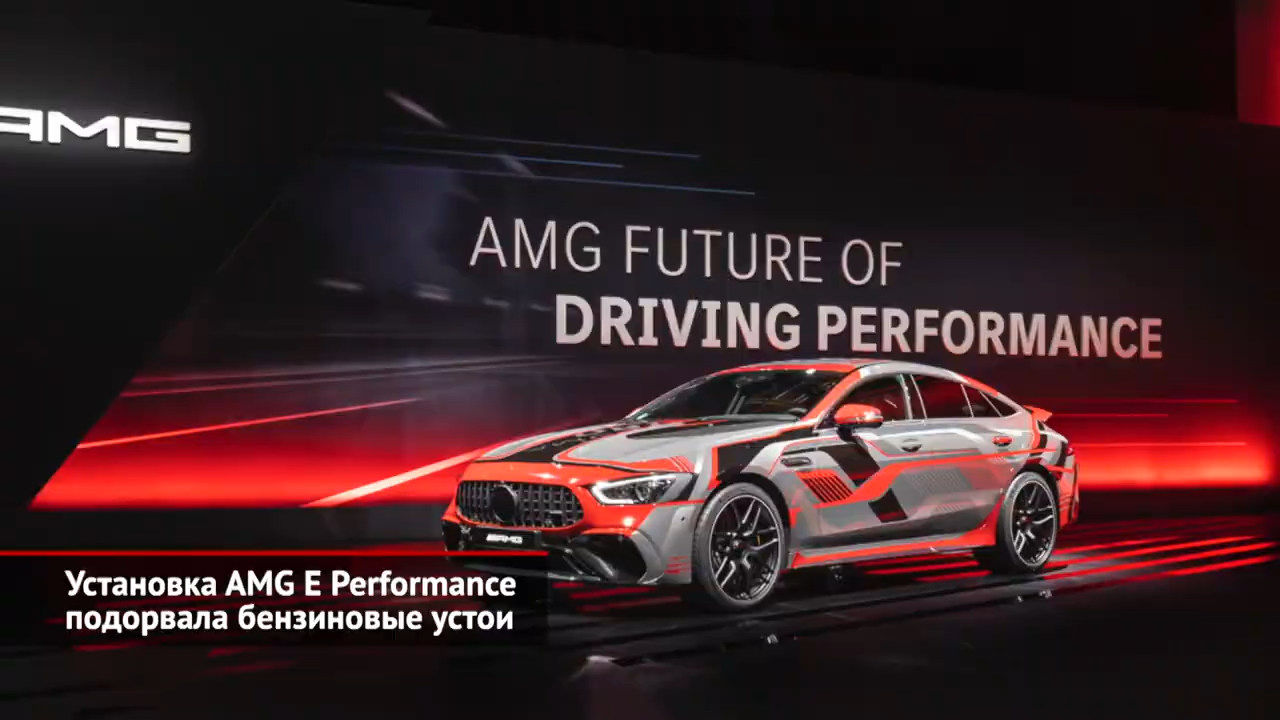 AMG
AMG FUTURE OF
DRIVING PERFORMANCE
AMG
Установка AMG E Performance
подорвала бензиновые устои